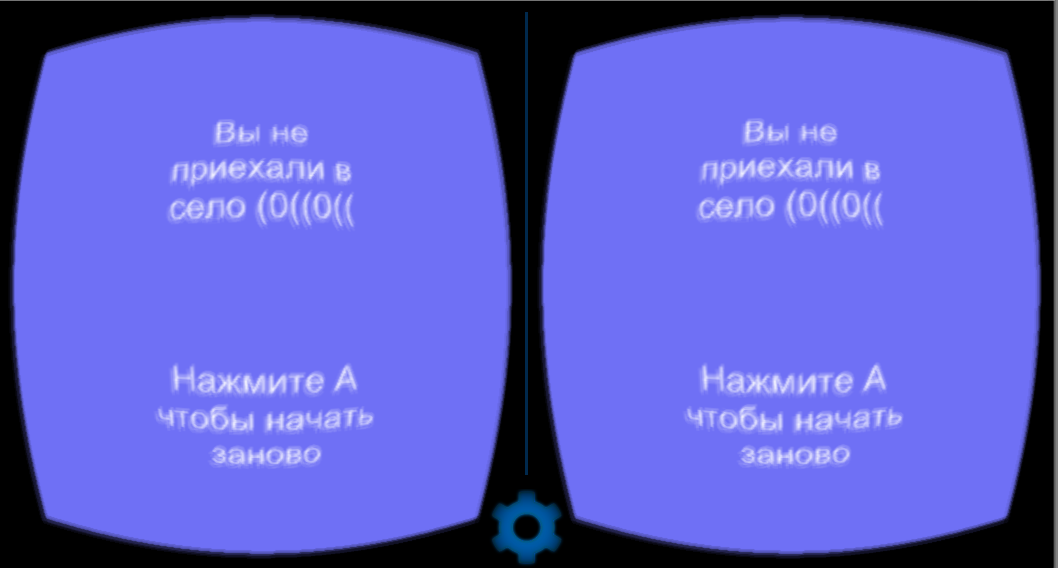 Вы не
приехали в
село (0((0((
Нажмите А
чтобы начать
заново
Вы не
приехали в
село (0((0((
Нажмите А
чтобы начать
заново